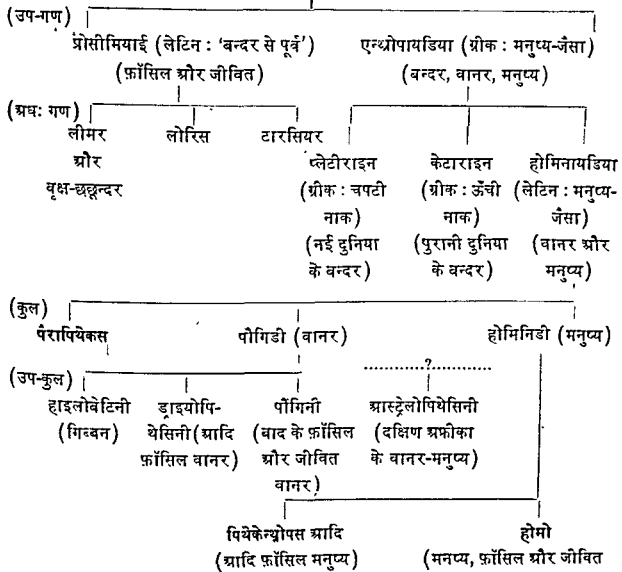 (उप-गण)
प्रोसीमियाई (लेटिन : 'बन्दर से पूर्व') एन्थ्रोपायडिया (ग्रीक : मनुष्य-जैसा)
(फ़ॉसिल और जीवित) (बन्दर, वानर, मनुष्य)
(अधः गण)
लीमर लोरिस टारसियर
और प्लेटीराइन केटाराइन होमिनायडिया
वृक्ष-छछून्दर (ग्रीक : चपटी (ग्रीक : ऊँची (लेटिन : मनुष्य-
नाक) नाक) जैसा)
(नई दुनिया (पुरानी दुनिया (वानर और
के बन्दर) के बन्दर) मनुष्य)
(कुल)
पैरापिथेकस पौंगिडी (वानर) होमिनिडी (मनुष्य)
(उप-कुल) ?
हाइलोबेटिनी ड्राइयोपि- पौंगिनी आस्ट्रेलोपिथेसिनी
(गिब्बन) थेसिनी (आदि (बाद के फ़ॉसिल (दक्षिण अफ्रीका
फ़ॉसिल वानर) और जीवित के वानर-मनुष्य)
वानर)
पिथेकेन्थ्रोपस आदि होमो
(आदि फ़ॉसिल मनुष्य) (मनष्य, फ़ॉसिल और जीवित